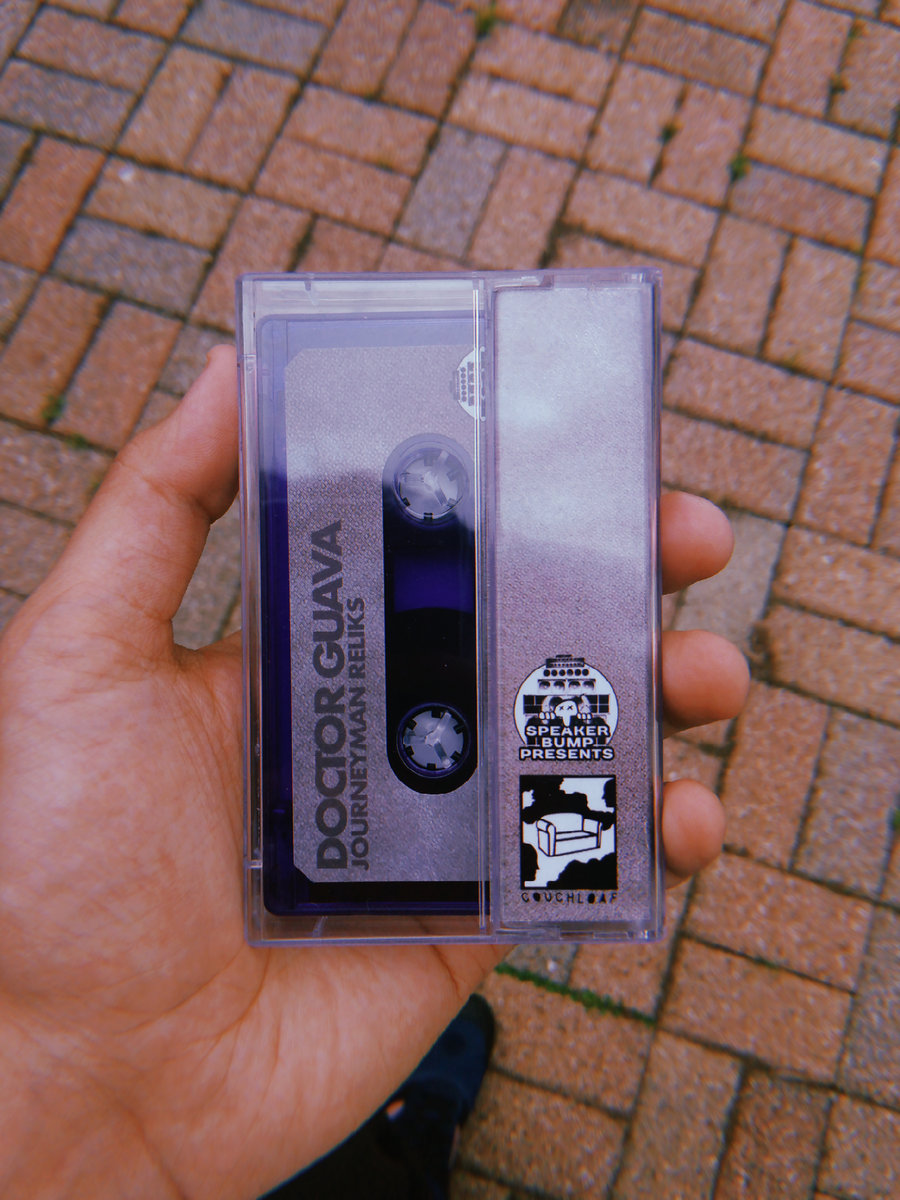 DOCTOR GUAVA
JOURNEYMAN RELIKS
SPEAKER
BUMP
PRESENTS
COUCHLOAF